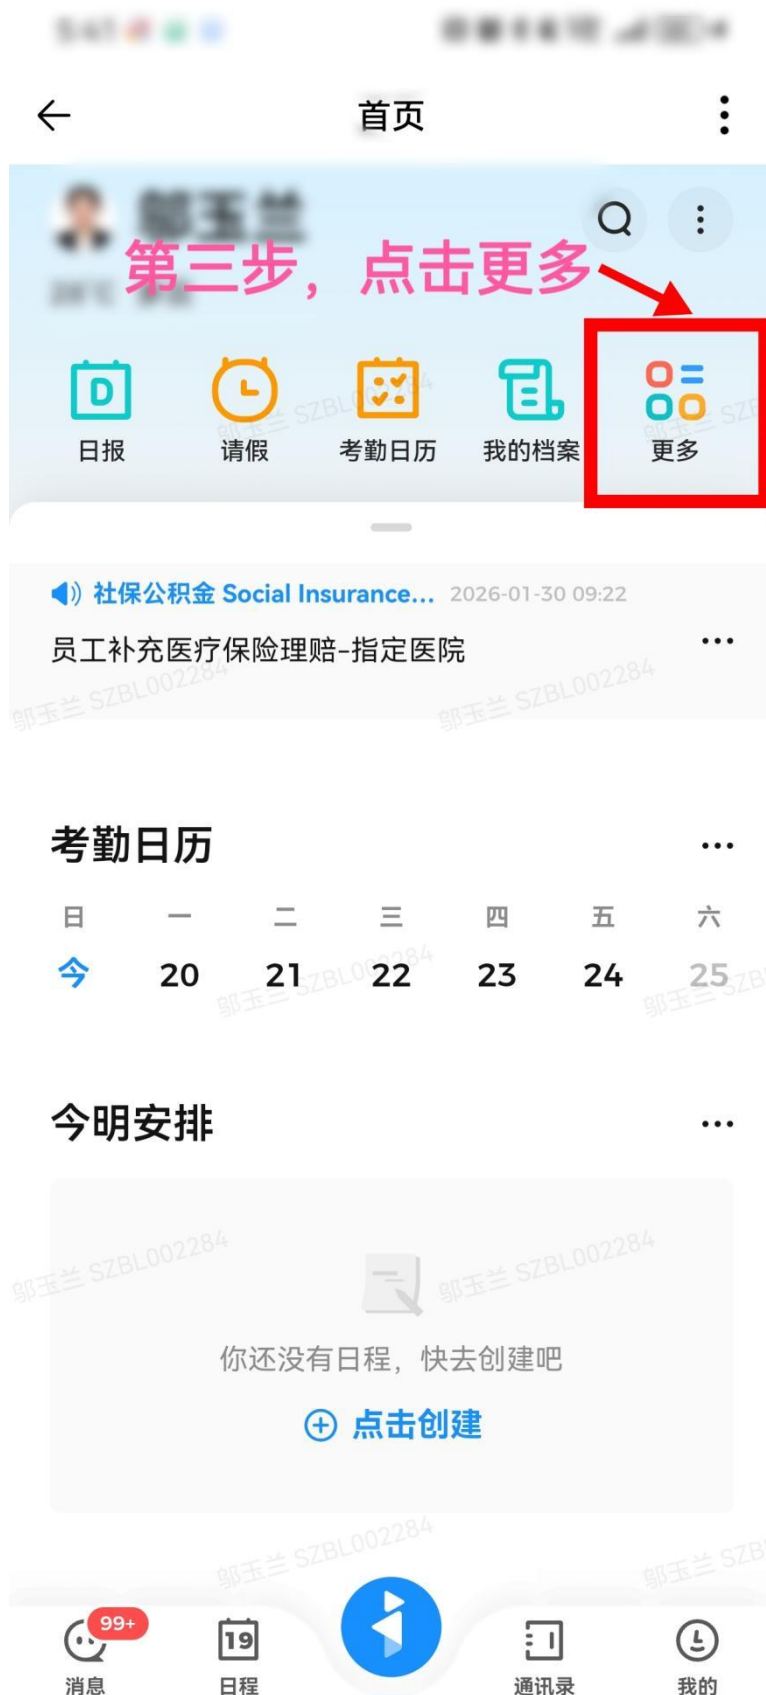 首页
第三步，点击更多
D
日报 请假 考勤日历 我的档案 更多
社保公积金 Social Insurance... 2026-01-30 09:22
员工补充医疗保险理赔-指定医院
考勤日历
日 一 二 三 四 五 六
今 20 21 22 23 24 25
今明安排
你还没有日程，快去创建吧
点击创建
99+
19
消息 日程 通讯录 我的
邬玉兰 SZBL002284